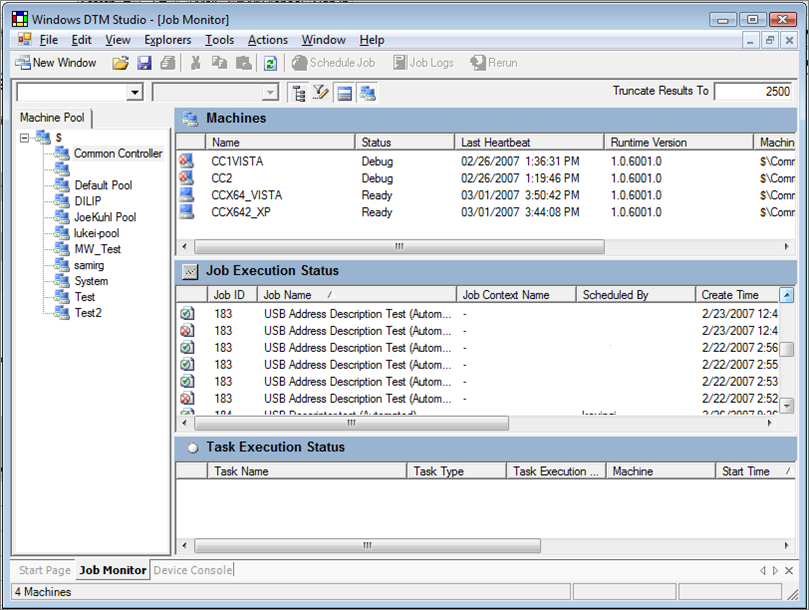 Windows DTM Studio - [Job Monitor]
File Edit View Explorers Tools Actions Window Help
New Window Schedule Job Job Logs Rerun
Truncate Results To 2500
Machine Pool
$
Common Controller
Default Pool
DILIP
JoeKuhl Pool
lukei-pool
MW_Test
samirg
System
Test
Test2
Machines
Name Status Last Heartbeat Runtime Version Machin
CC1VISTA Debug 02/26/2007 1:36:31 PM 1.0.6001.0 $\Comm
CC2 Debug 02/26/2007 1:19:46 PM 1.0.6001.0 $\Comm
CCX64_VISTA Ready 03/01/2007 3:50:42 PM 1.0.6001.0 $\Comm
CCX642_XP Ready 03/01/2007 3:44:08 PM 1.0.6001.0 $\Comm
Job Execution Status
Job ID Job Name / Job Context Name Scheduled By Create Time
183 USB Address Description Test (Autom... - 2/23/2007 12:4
183 USB Address Description Test (Autom... - 2/23/2007 12:4
183 USB Address Description Test (Autom... - 2/22/2007 2:56
183 USB Address Description Test (Autom... - 2/22/2007 2:55
183 USB Address Description Test (Autom... - 2/22/2007 2:53
183 USB Address Description Test (Autom... - 2/22/2007 2:52
184 USB Descriptortest (Automated)
Task Execution Status
Task Name Task Type Task Execution ... Machine Start Time /
Start Page Job Monitor Device Console
4 Machines